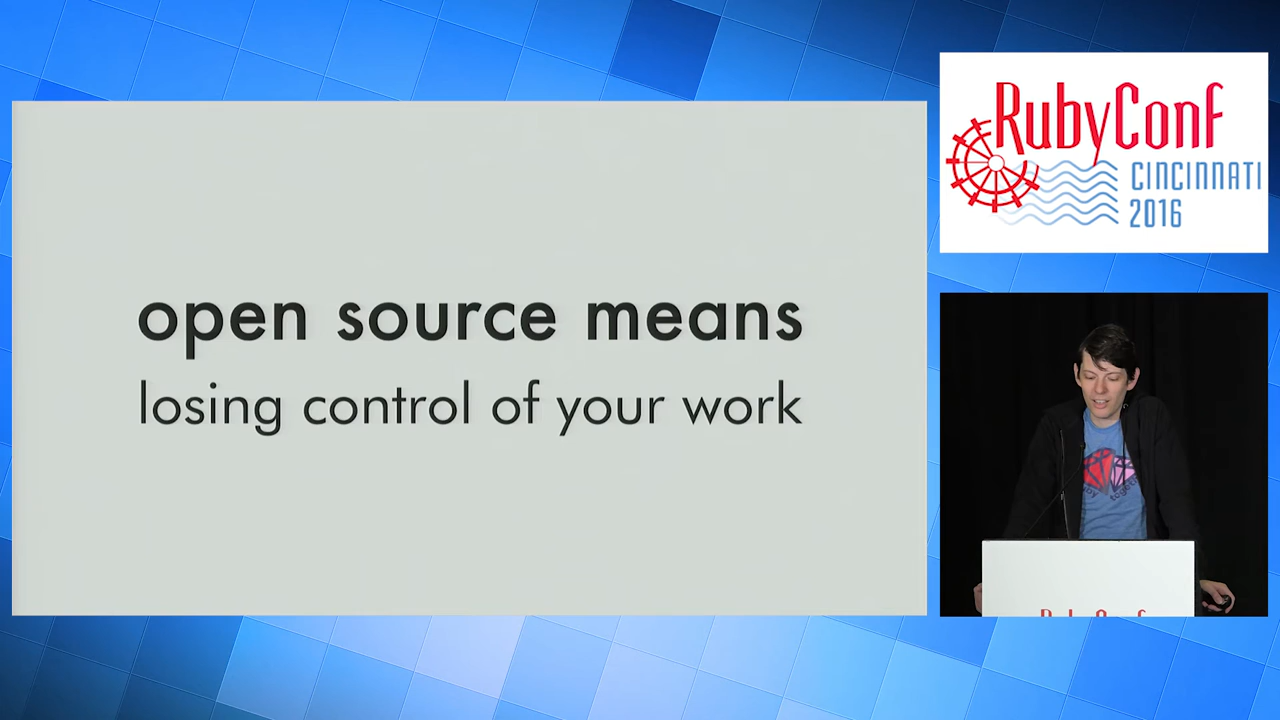 open source means
losing control of your work
RubyConf
CINCINNATI
2016